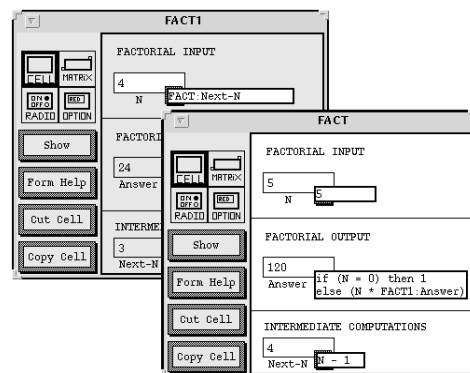 FACT1
FACTORIAL INPUT
CELL
MATRIX
4
N
FACT:Next-N
RADIO
OPTION
Show
Form Help
Cut Cell
Copy Cell
FACTORI
24
Answer
INTERME
3
Next-N
FACT
FACTORIAL INPUT
CELL
MATRIX
5
5
N
RADIO
OPTION
Show
Form Help
Cut Cell
Copy Cell
FACTORIAL OUTPUT
120
Answer
if (N = 0) then 1
else (N * FACT1:Answer)
INTERMEDIATE COMPUTATIONS
4
Next-N
N - 1